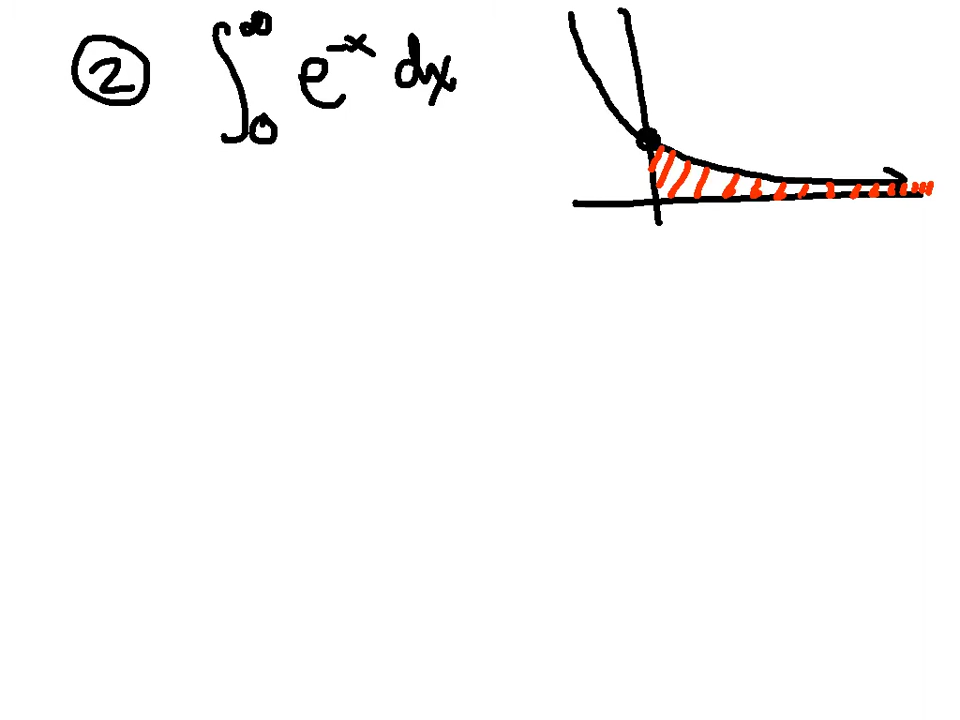 ② ∫₀^∞ e^{-x} dx